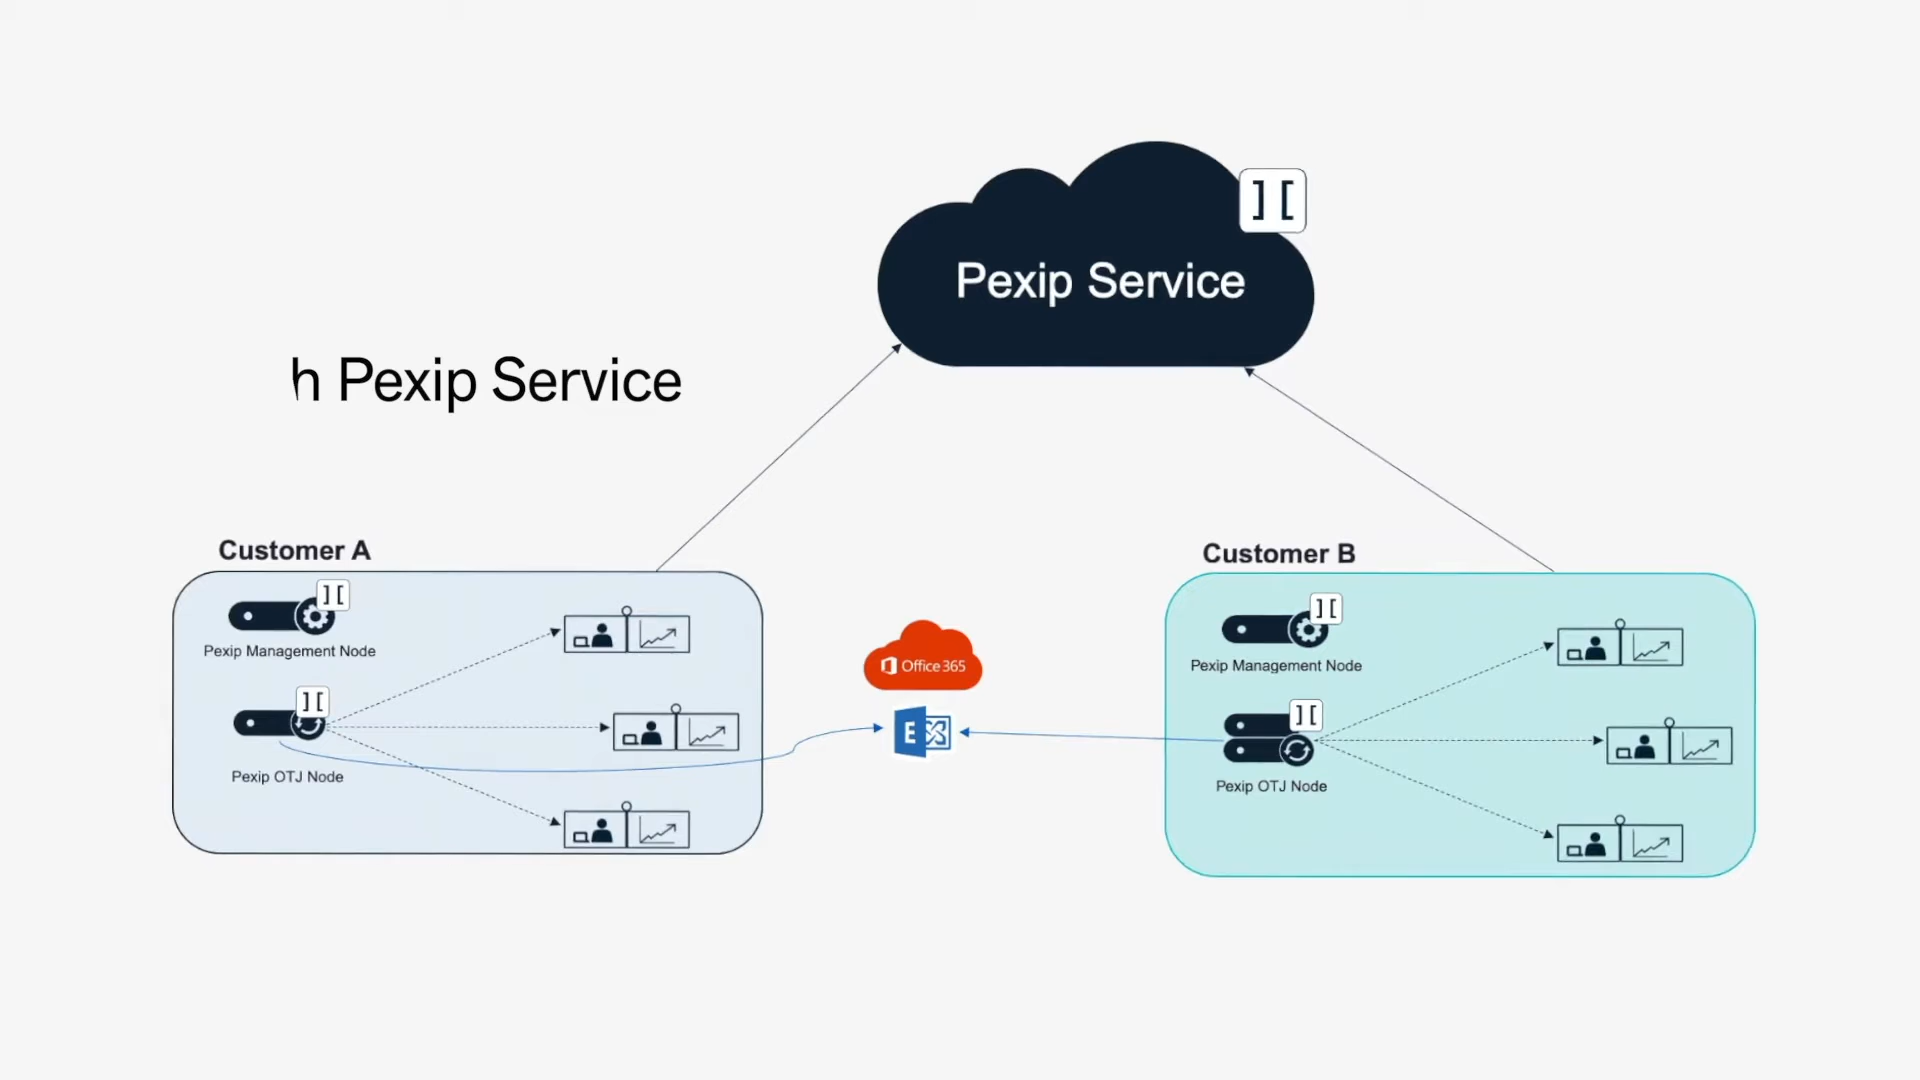 ][
Pexip Service
h Pexip Service
Customer A
][
Pexip Management Node
][
Pexip OTJ Node
Office 365
E
Customer B
][
Pexip Management Node
][
Pexip OTJ Node